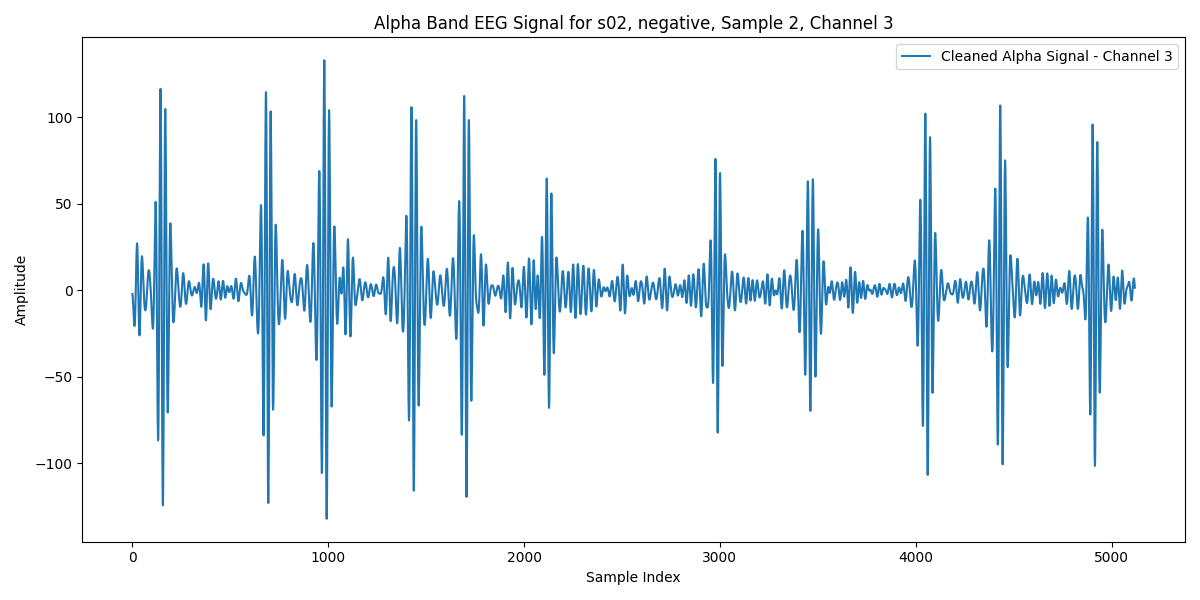 Alpha Band EEG Signal for s02, negative, Sample 2, Channel 3
Cleaned Alpha Signal - Channel 3
Amplitude
100
50
0
−50
−100
0
1000
2000
3000
4000
5000
Sample Index